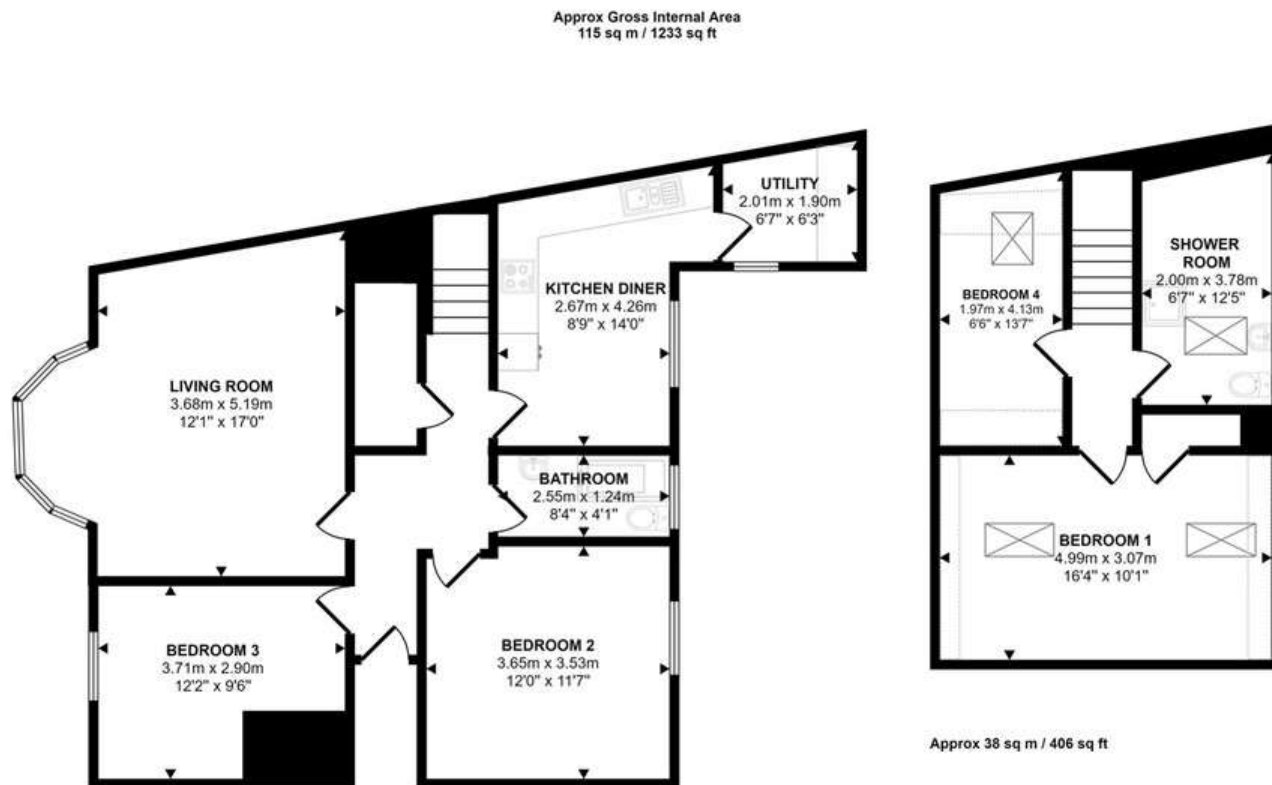 Approx Gross Internal Area
115 sq m / 1233 sq ft
UTILITY
2.01m x 1.90m
6'7" x 6'3"
KITCHEN DINER
2.67m x 4.26m
8'9" x 14'0"
LIVING ROOM
3.68m x 5.19m
12'1" x 17'0"
BATHROOM
2.55m x 1.24m
8'4" x 4'1"
BEDROOM 3
3.71m x 2.90m
12'2" x 9'6"
BEDROOM 2
3.65m x 3.53m
12'0" x 11'7"
SHOWER
ROOM
2.00m x 3.78m
6'7" x 12'5"
BEDROOM 4
1.97m x 4.13m
6'6" x 13'7"
BEDROOM 1
4.99m x 3.07m
16'4" x 10'1"
Approx 38 sq m / 406 sq ft